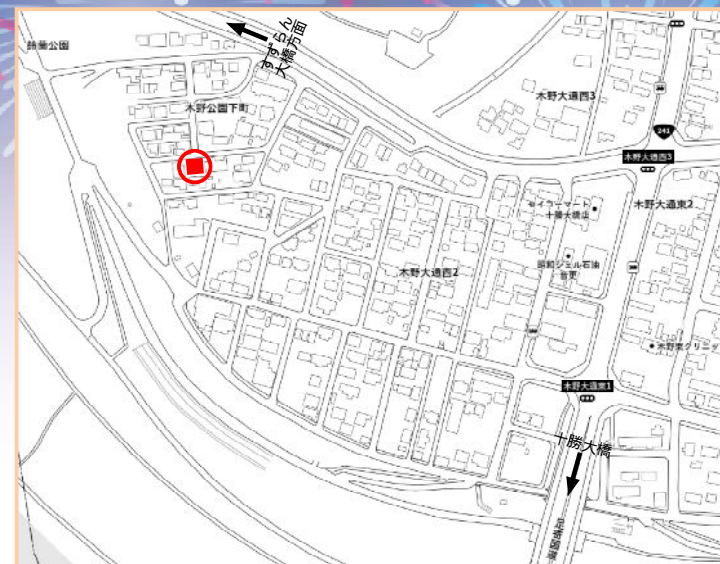 鈴蘭公園
すずらん
大橋方面
木野公園下町
木野大通西3
241
木野大通西3
セイコーマート
十勝大橋店
木野大通東2
昭和シェル石油
音更
木野大通西2
木野東クリニック
木野大通東1
十勝大橋